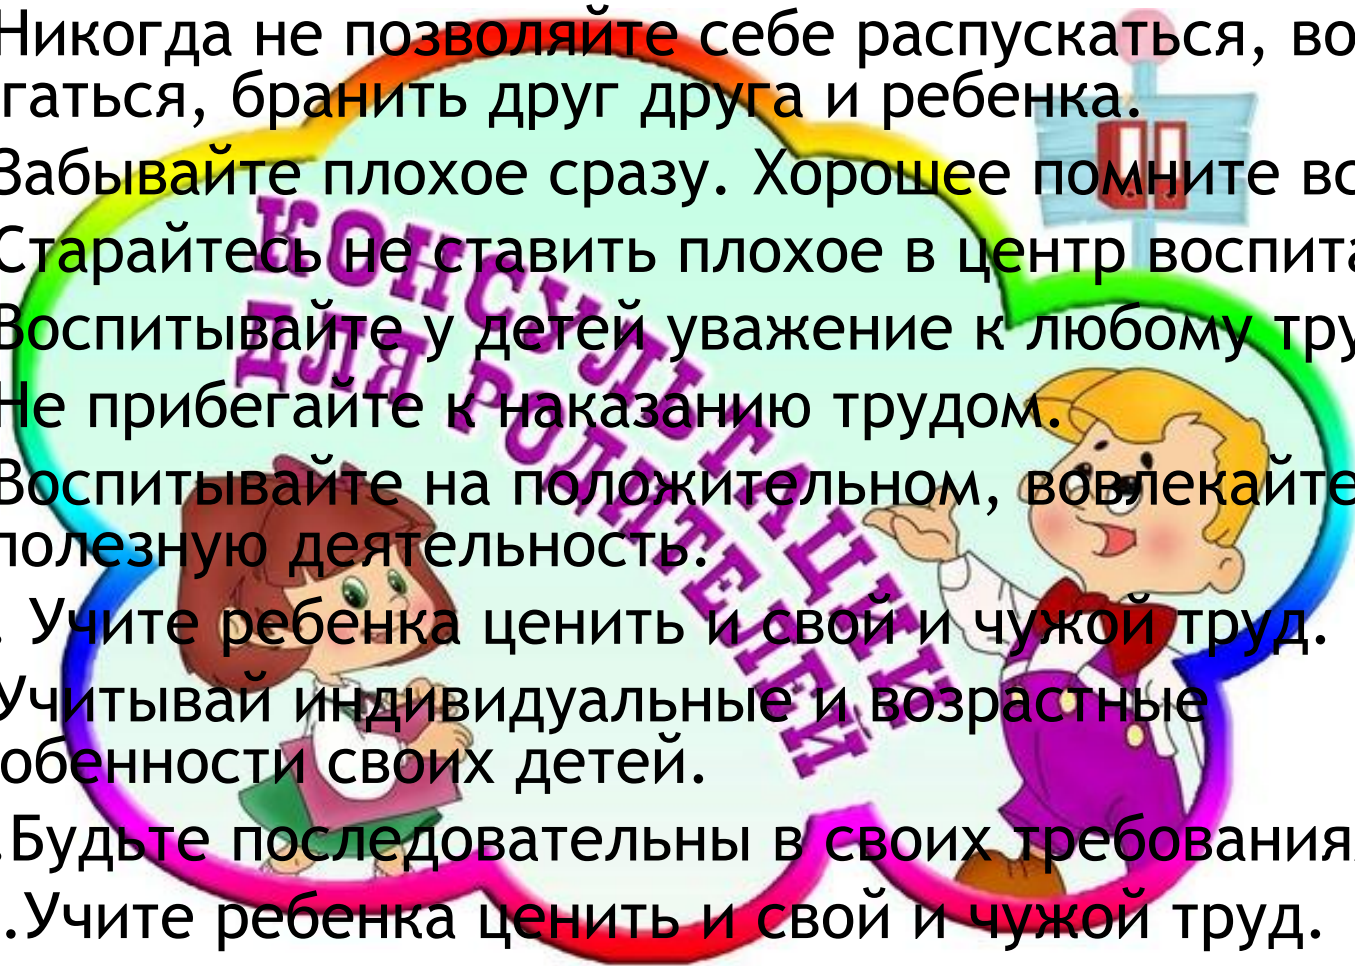 Никогда не позволяйте себе распускаться, во
гаться, бранить друг друга и ребенка.
Забывайте плохое сразу. Хорошее помните вс
Старайтесь не ставить плохое в центр воспита
Воспитывайте у детей уважение к любому тру
Не прибегайте к наказанию трудом.
Воспитывайте на положительном, вовлекайте
полезную деятельность.
. Учите ребенка ценить и свой и чужой труд.
Учитывай индивидуальные и возрастные
обенности своих детей.
.Будьте последовательны в своих требования
.Учите ребенка ценить и свой и чужой труд.
КОНСУЛЬТАЦИИ
ДЛЯ РОДИТЕЛЕЙ